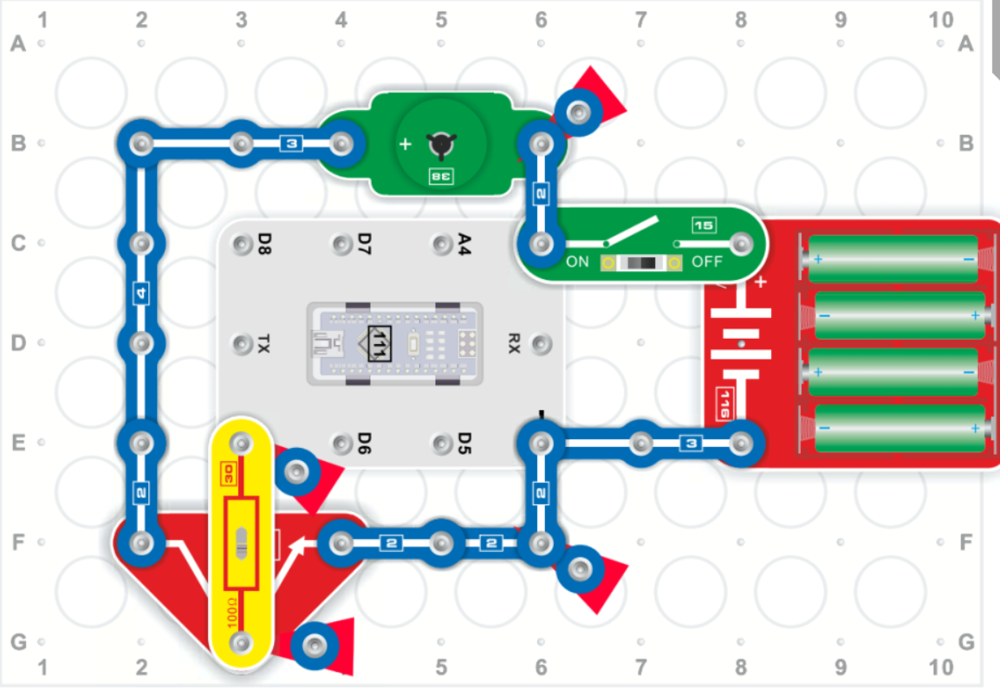 1 2 3 4 5 6 7 8 9 10
A A
B 3 + B
38
2
C D8 D7 A4 15 C
ON OFF
+ + −
4
− +
D TX 111 RX D
+ −
116
E D6 D5 3 − + E
30
2 2
F 2 2 F
100Ω
G G
1 2 5 6 7 8 9 10